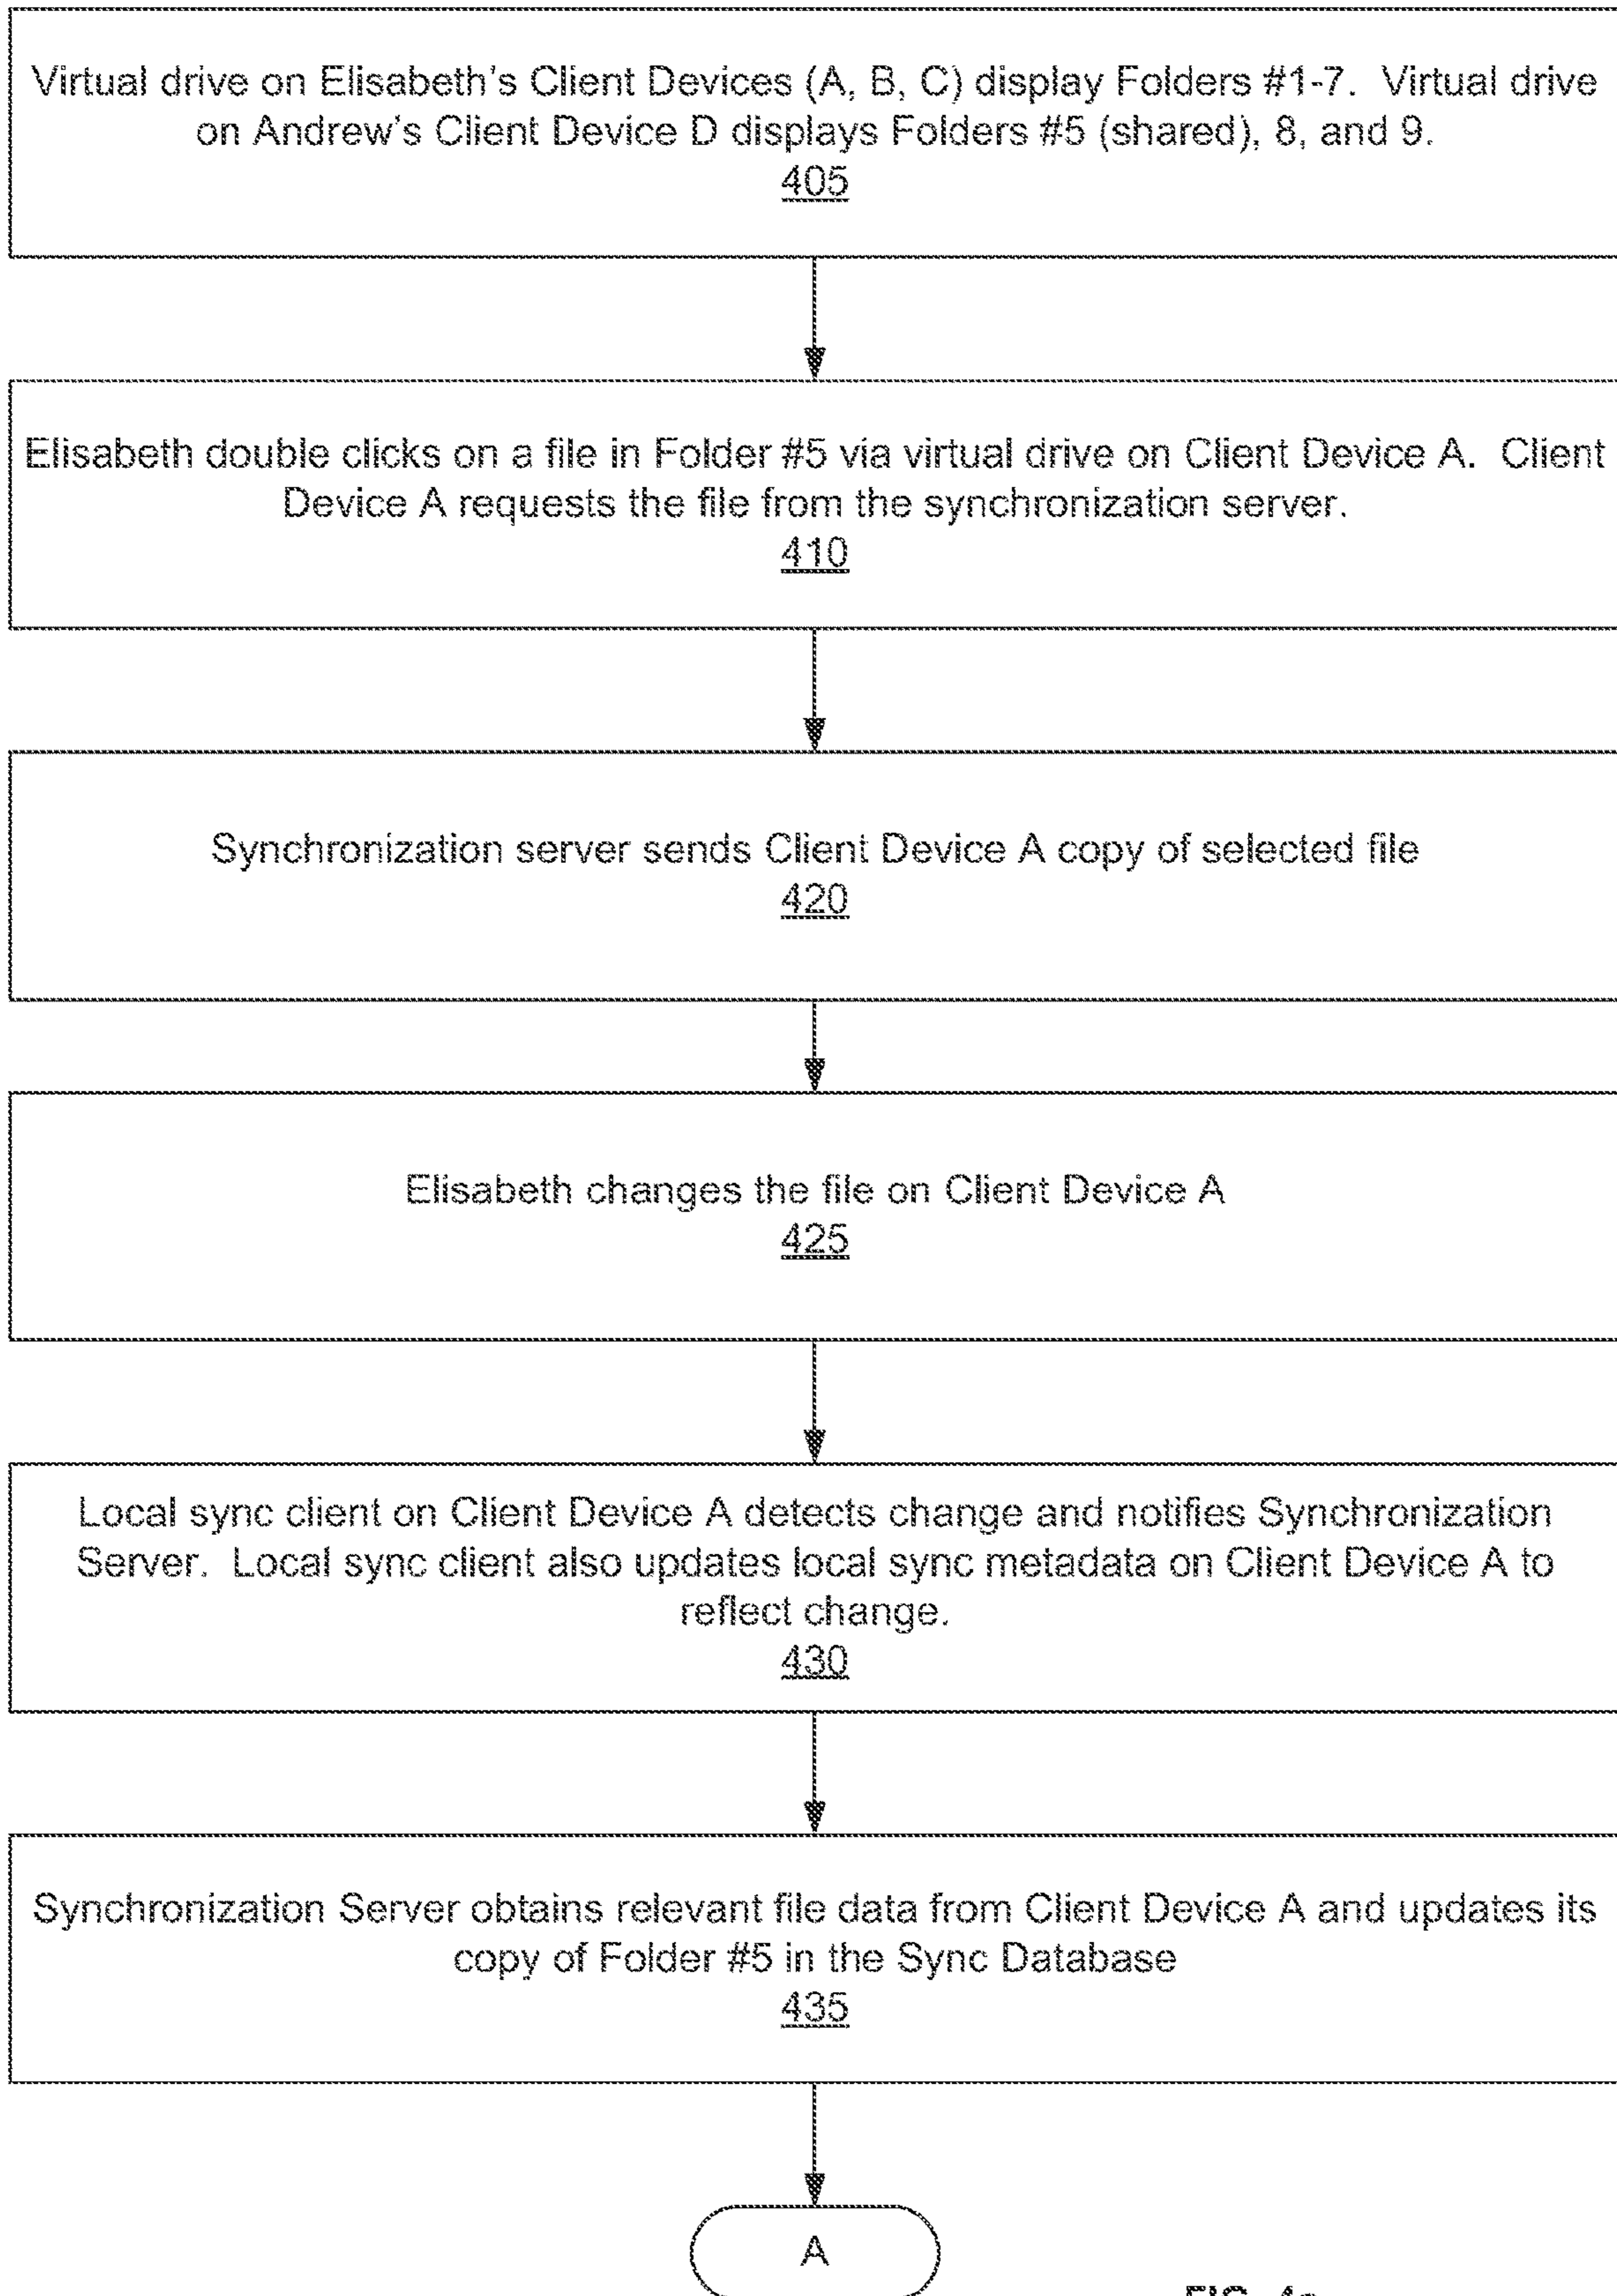 Virtual drive on Elisabeth's Client Devices (A, B, C) display Folders #1-7.  Virtual drive
on Andrew's Client Device D displays Folders #5 (shared), 8, and 9.
405
Elisabeth double clicks on a file in Folder #5 via virtual drive on Client Device A.  Client
Device A requests the file from the synchronization server.
410
Synchronization server sends Client Device A copy of selected file
420
Elisabeth changes the file on Client Device A
425
Local sync client on Client Device A detects change and notifies Synchronization
Server.  Local sync client also updates local sync metadata on Client Device A to
reflect change.
430
Synchronization Server obtains relevant file data from Client Device A and updates its
copy of Folder #5 in the Sync Database
435
A